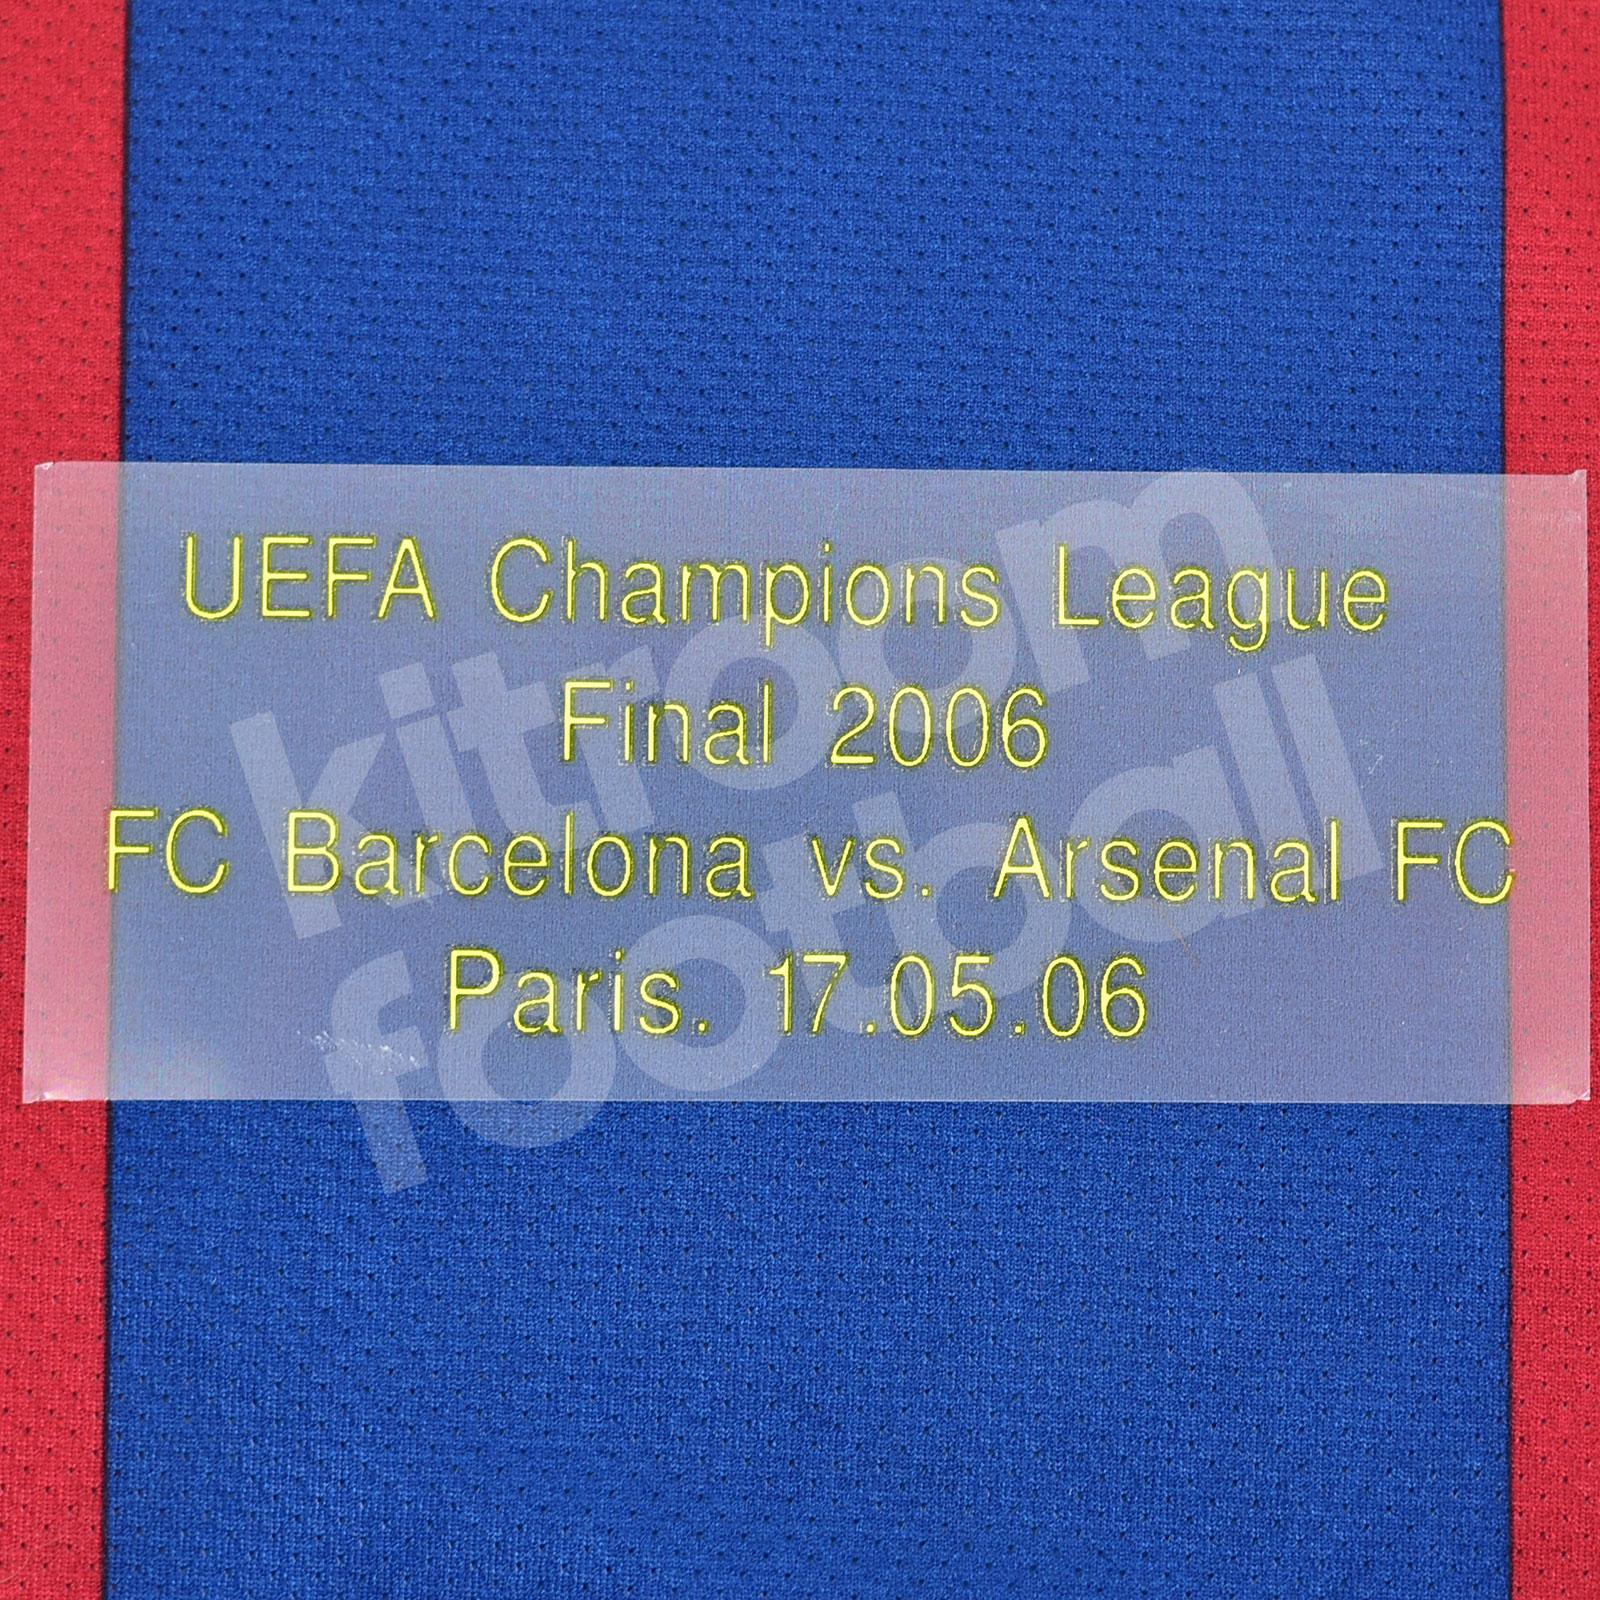 UEFA Champions League
Final 2006
FC Barcelona vs. Arsenal FC
Paris. 17.05.06
kitroom
football